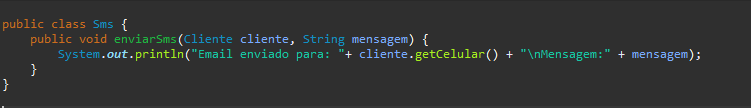 public class Sms {
    public void enviarSms(Cliente cliente, String mensagem) {
        System.out.println("Email enviado para: "+ cliente.getCelular() + "\nMensagem:" + mensagem);
    }
}